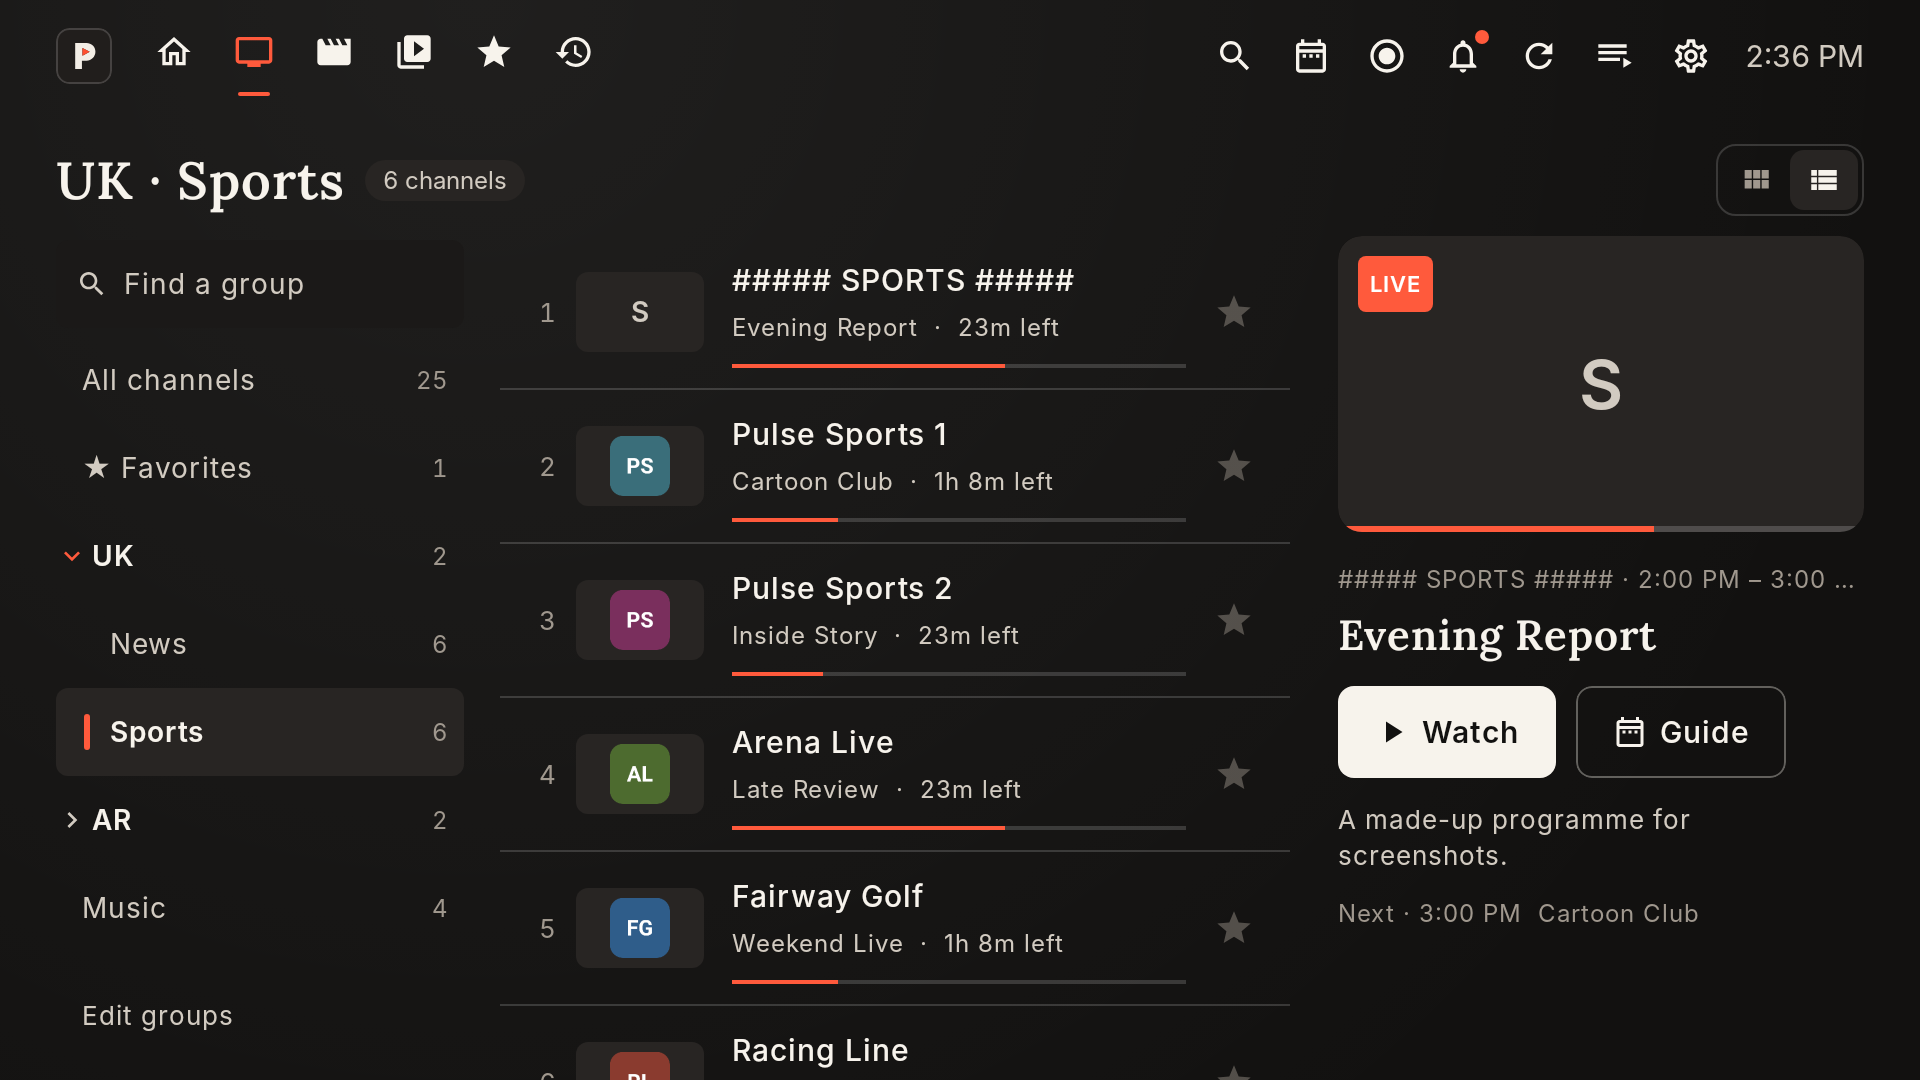 P
2:36 PM
UK · Sports
6 channels
Find a group
All channels 25
★ Favorites 1
UK 2
News 6
Sports 6
AR 2
Music 4
Edit groups
1 S ##### SPORTS #####
Evening Report · 23m left
2 PS Pulse Sports 1
Cartoon Club · 1h 8m left
3 PS Pulse Sports 2
Inside Story · 23m left
4 AL Arena Live
Late Review · 23m left
5 FG Fairway Golf
Weekend Live · 1h 8m left
Racing Line
LIVE
S
##### SPORTS ##### · 2:00 PM – 3:00 ...
Evening Report
Watch
Guide
A made-up programme for
screenshots.
Next · 3:00 PM Cartoon Club